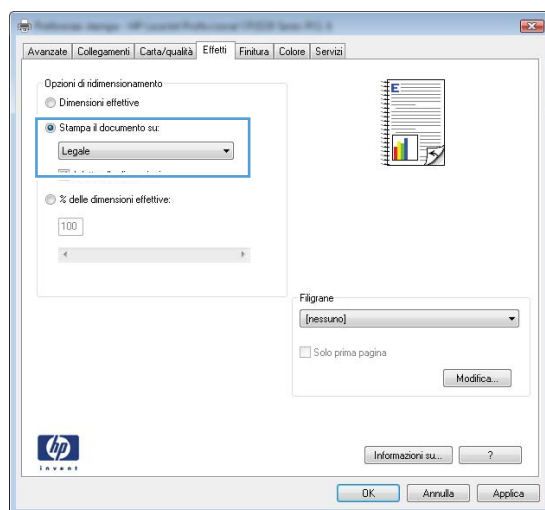 Avanzate Collegamenti Carta/qualità Effetti Finitura Colore Servizi
Opzioni di ridimensionamento
Dimensioni effettive
Stampa il documento su:
Legale
% delle dimensioni effettive:
100
E
Filigrane
[nessuno]
Solo prima pagina
Modifica...
hp
invent
Informazioni su... ?
OK Annulla Applica